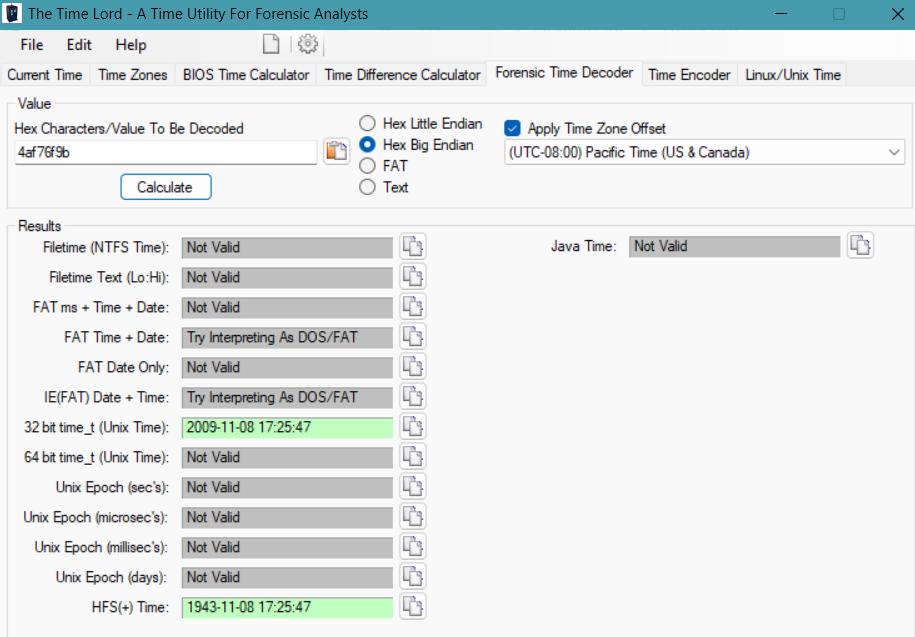 The Time Lord - A Time Utility For Forensic Analysts
File Edit Help
Current Time Time Zones BIOS Time Calculator Time Difference Calculator Forensic Time Decoder Time Encoder Linux/Unix Time
Value
Hex Characters/Value To Be Decoded
4af76f9b
Calculate
Hex Little Endian
Hex Big Endian
FAT
Text
Apply Time Zone Offset
(UTC-08:00) Pacific Time (US & Canada)
Results
Filetime (NTFS Time): Not Valid
Filetime Text (Lo:Hi): Not Valid
FAT ms + Time + Date: Not Valid
FAT Time + Date: Try Interpreting As DOS/FAT
FAT Date Only: Not Valid
IE(FAT) Date + Time: Try Interpreting As DOS/FAT
32 bit time_t (Unix Time): 2009-11-08 17:25:47
64 bit time_t (Unix Time): Not Valid
Unix Epoch (sec's): Not Valid
Unix Epoch (microsec's): Not Valid
Unix Epoch (millisec's): Not Valid
Unix Epoch (days): Not Valid
HFS(+) Time: 1943-11-08 17:25:47
Java Time: Not Valid